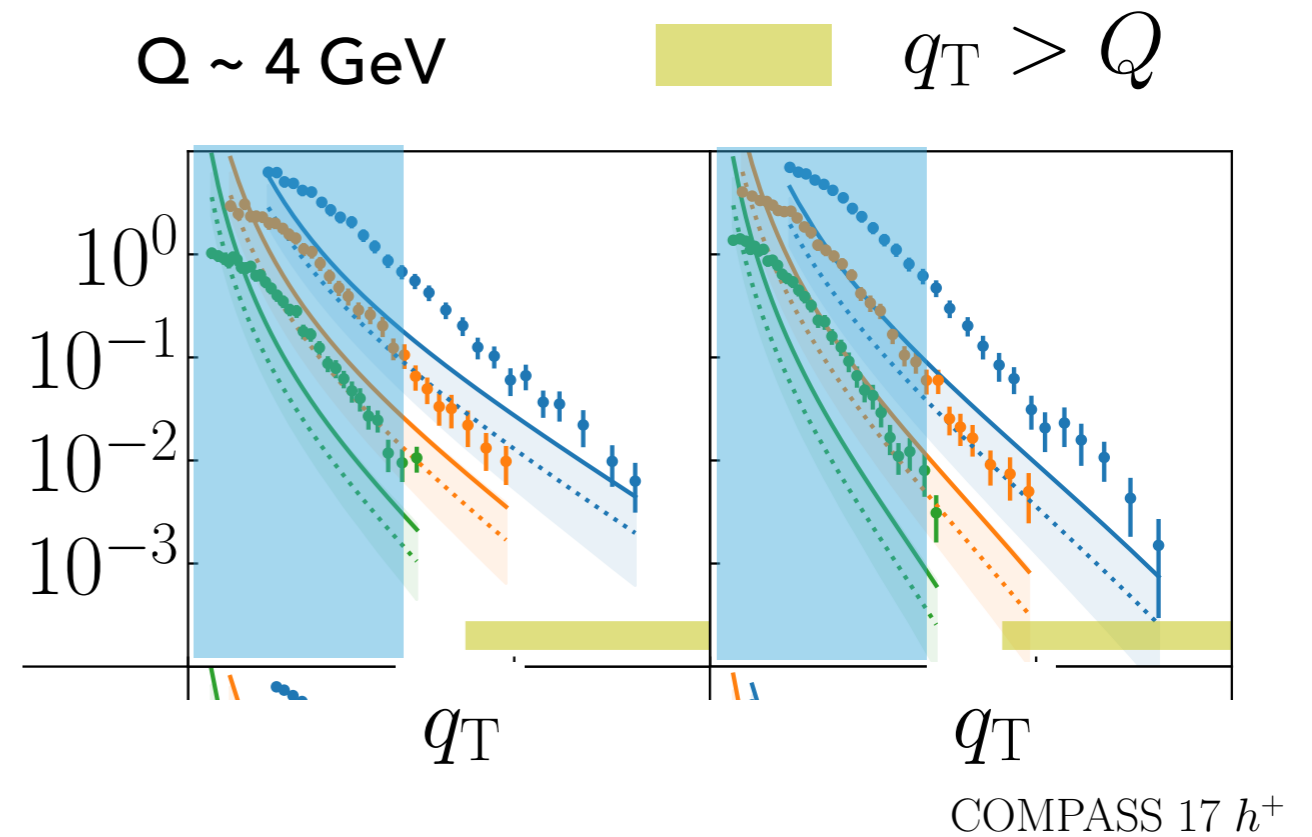 Q ~ 4 GeV
q_T > Q
10^0
10^{-1}
10^{-2}
10^{-3}
q_T
q_T
COMPASS 17 h^+